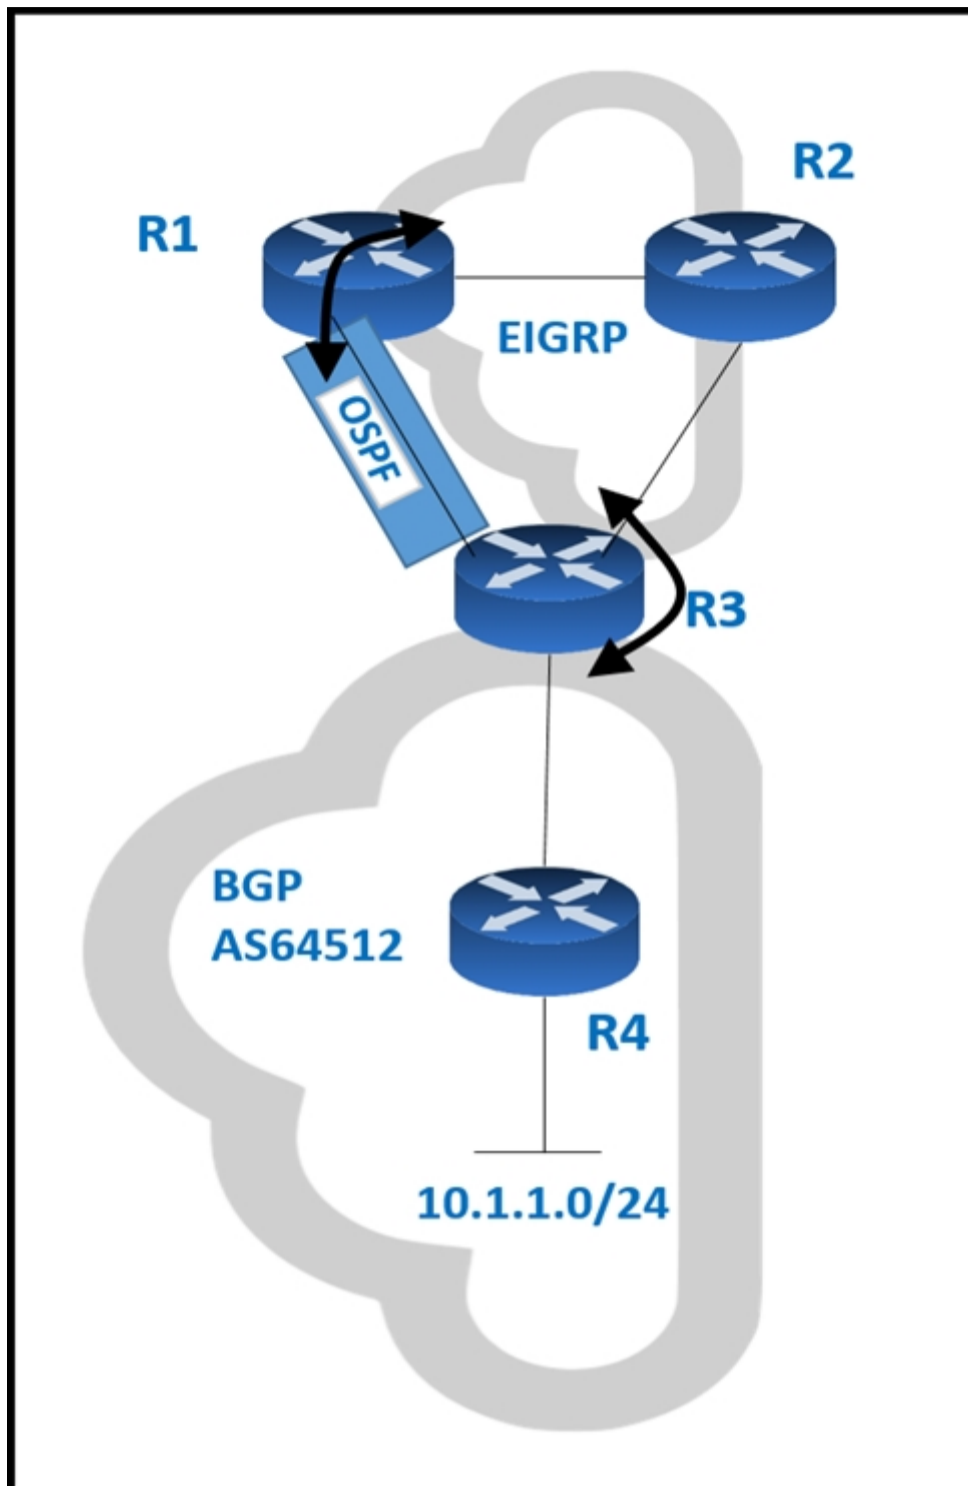 R2
R1
EIGRP
OSPF
R3
BGP
AS64512
R4
10.1.1.0/24